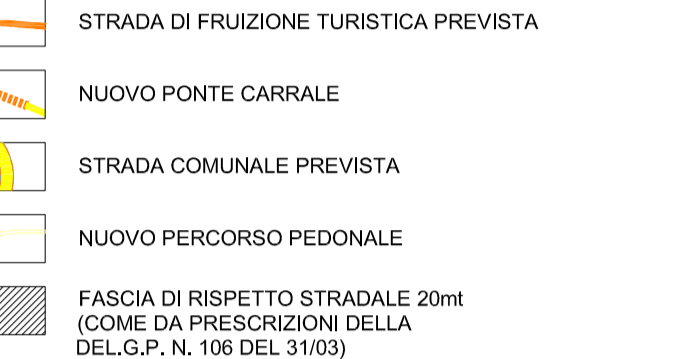 STRADA DI FRUIZIONE TURISTICA PREVISTA
NUOVO PONTE CARRALE
STRADA COMUNALE PREVISTA
NUOVO PERCORSO PEDONALE
FASCIA DI RISPETTO STRADALE 20mt
(COME DA PRESCRIZIONI DELLA
DEL.G.P. N. 106 DEL 31/03)